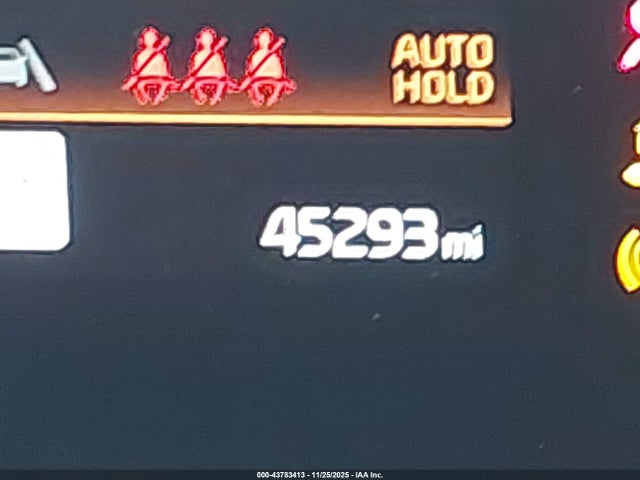 AUTO
HOLD
45293mi
000-43783413 - 11/25/2025 - IAA Inc.